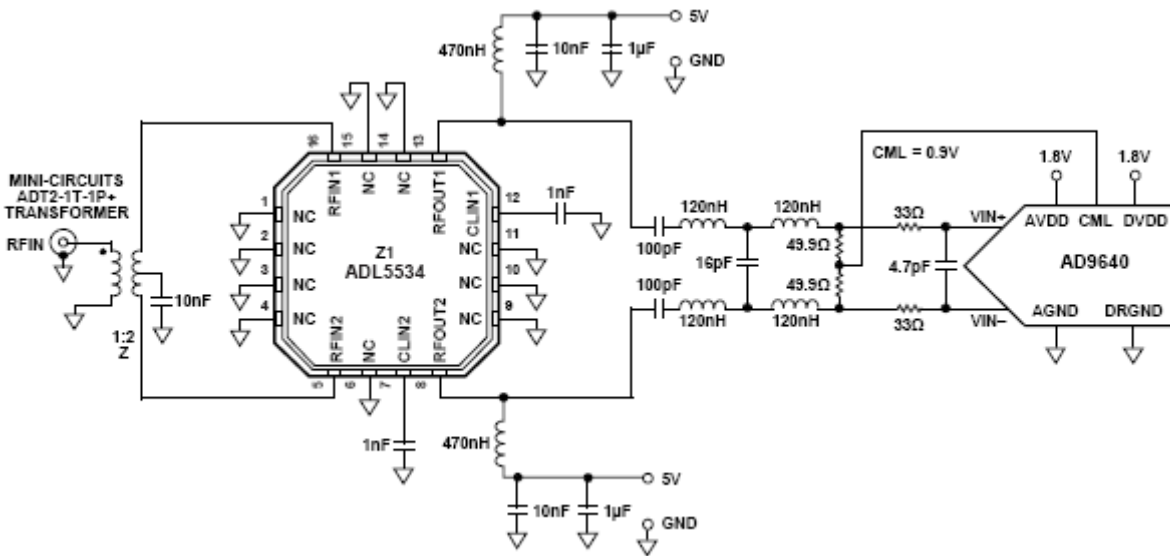 5V
470nH
10nF
1µF
GND
16
15
14
13
MINI-CIRCUITS
ADT2-1T-1P+
TRANSFORMER
RFIN
10nF
1:2
Z
1
2
3
4
NC
NC
NC
NC
RFIN1
NC
NC
RFOUT1
CLIN1
Z1
ADL5534
NC
NC
NC
12
11
10
9
1nF
RFIN2
NC
CLIN2
RFOUT2
5
6
7
8
1nF
CML = 0.9V
1.8V
1.8V
120nH
120nH
33Ω
VIN+
AVDD
CML
DVDD
100pF
49.9Ω
16pF
4.7pF
AD9640
100pF
49.9Ω
120nH
120nH
33Ω
VIN–
AGND
DRGND
470nH
5V
10nF
1µF
GND